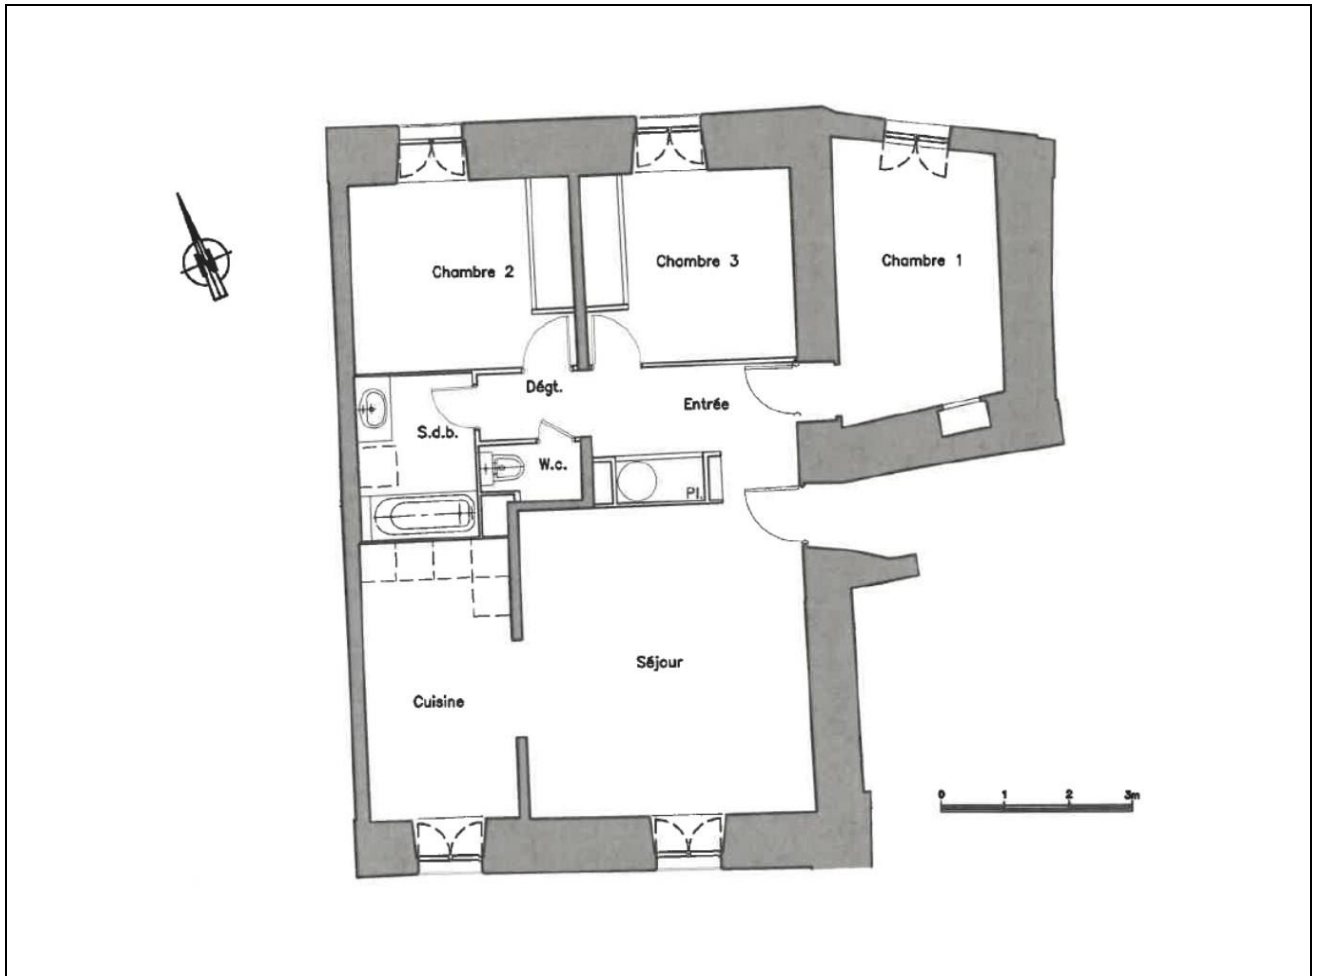 Chambre 2
Chambre 3
Chambre 1
N
Dégt.
Entrée
S.d.b.
W.c.
Pl.
Séjour
Cuisine
0 1 2 3m